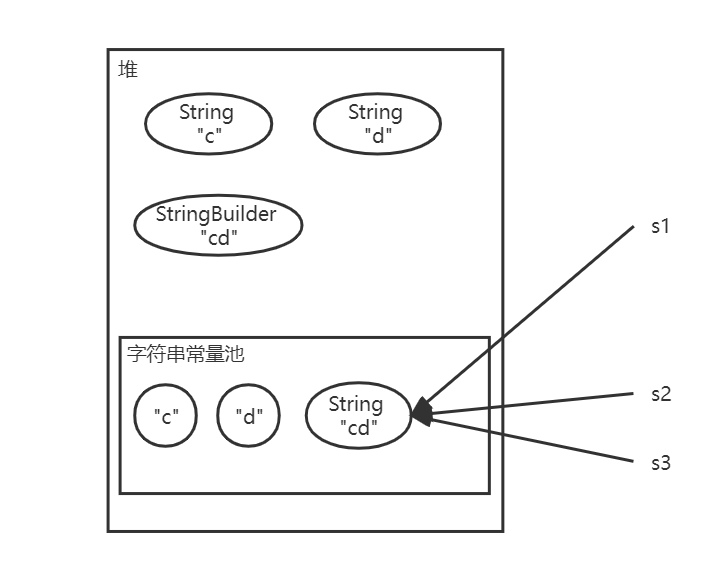 堆
String
"c"
String
"d"
StringBuilder
"cd"
s1
字符串常量池
"c"
"d"
String
"cd"
s2
s3